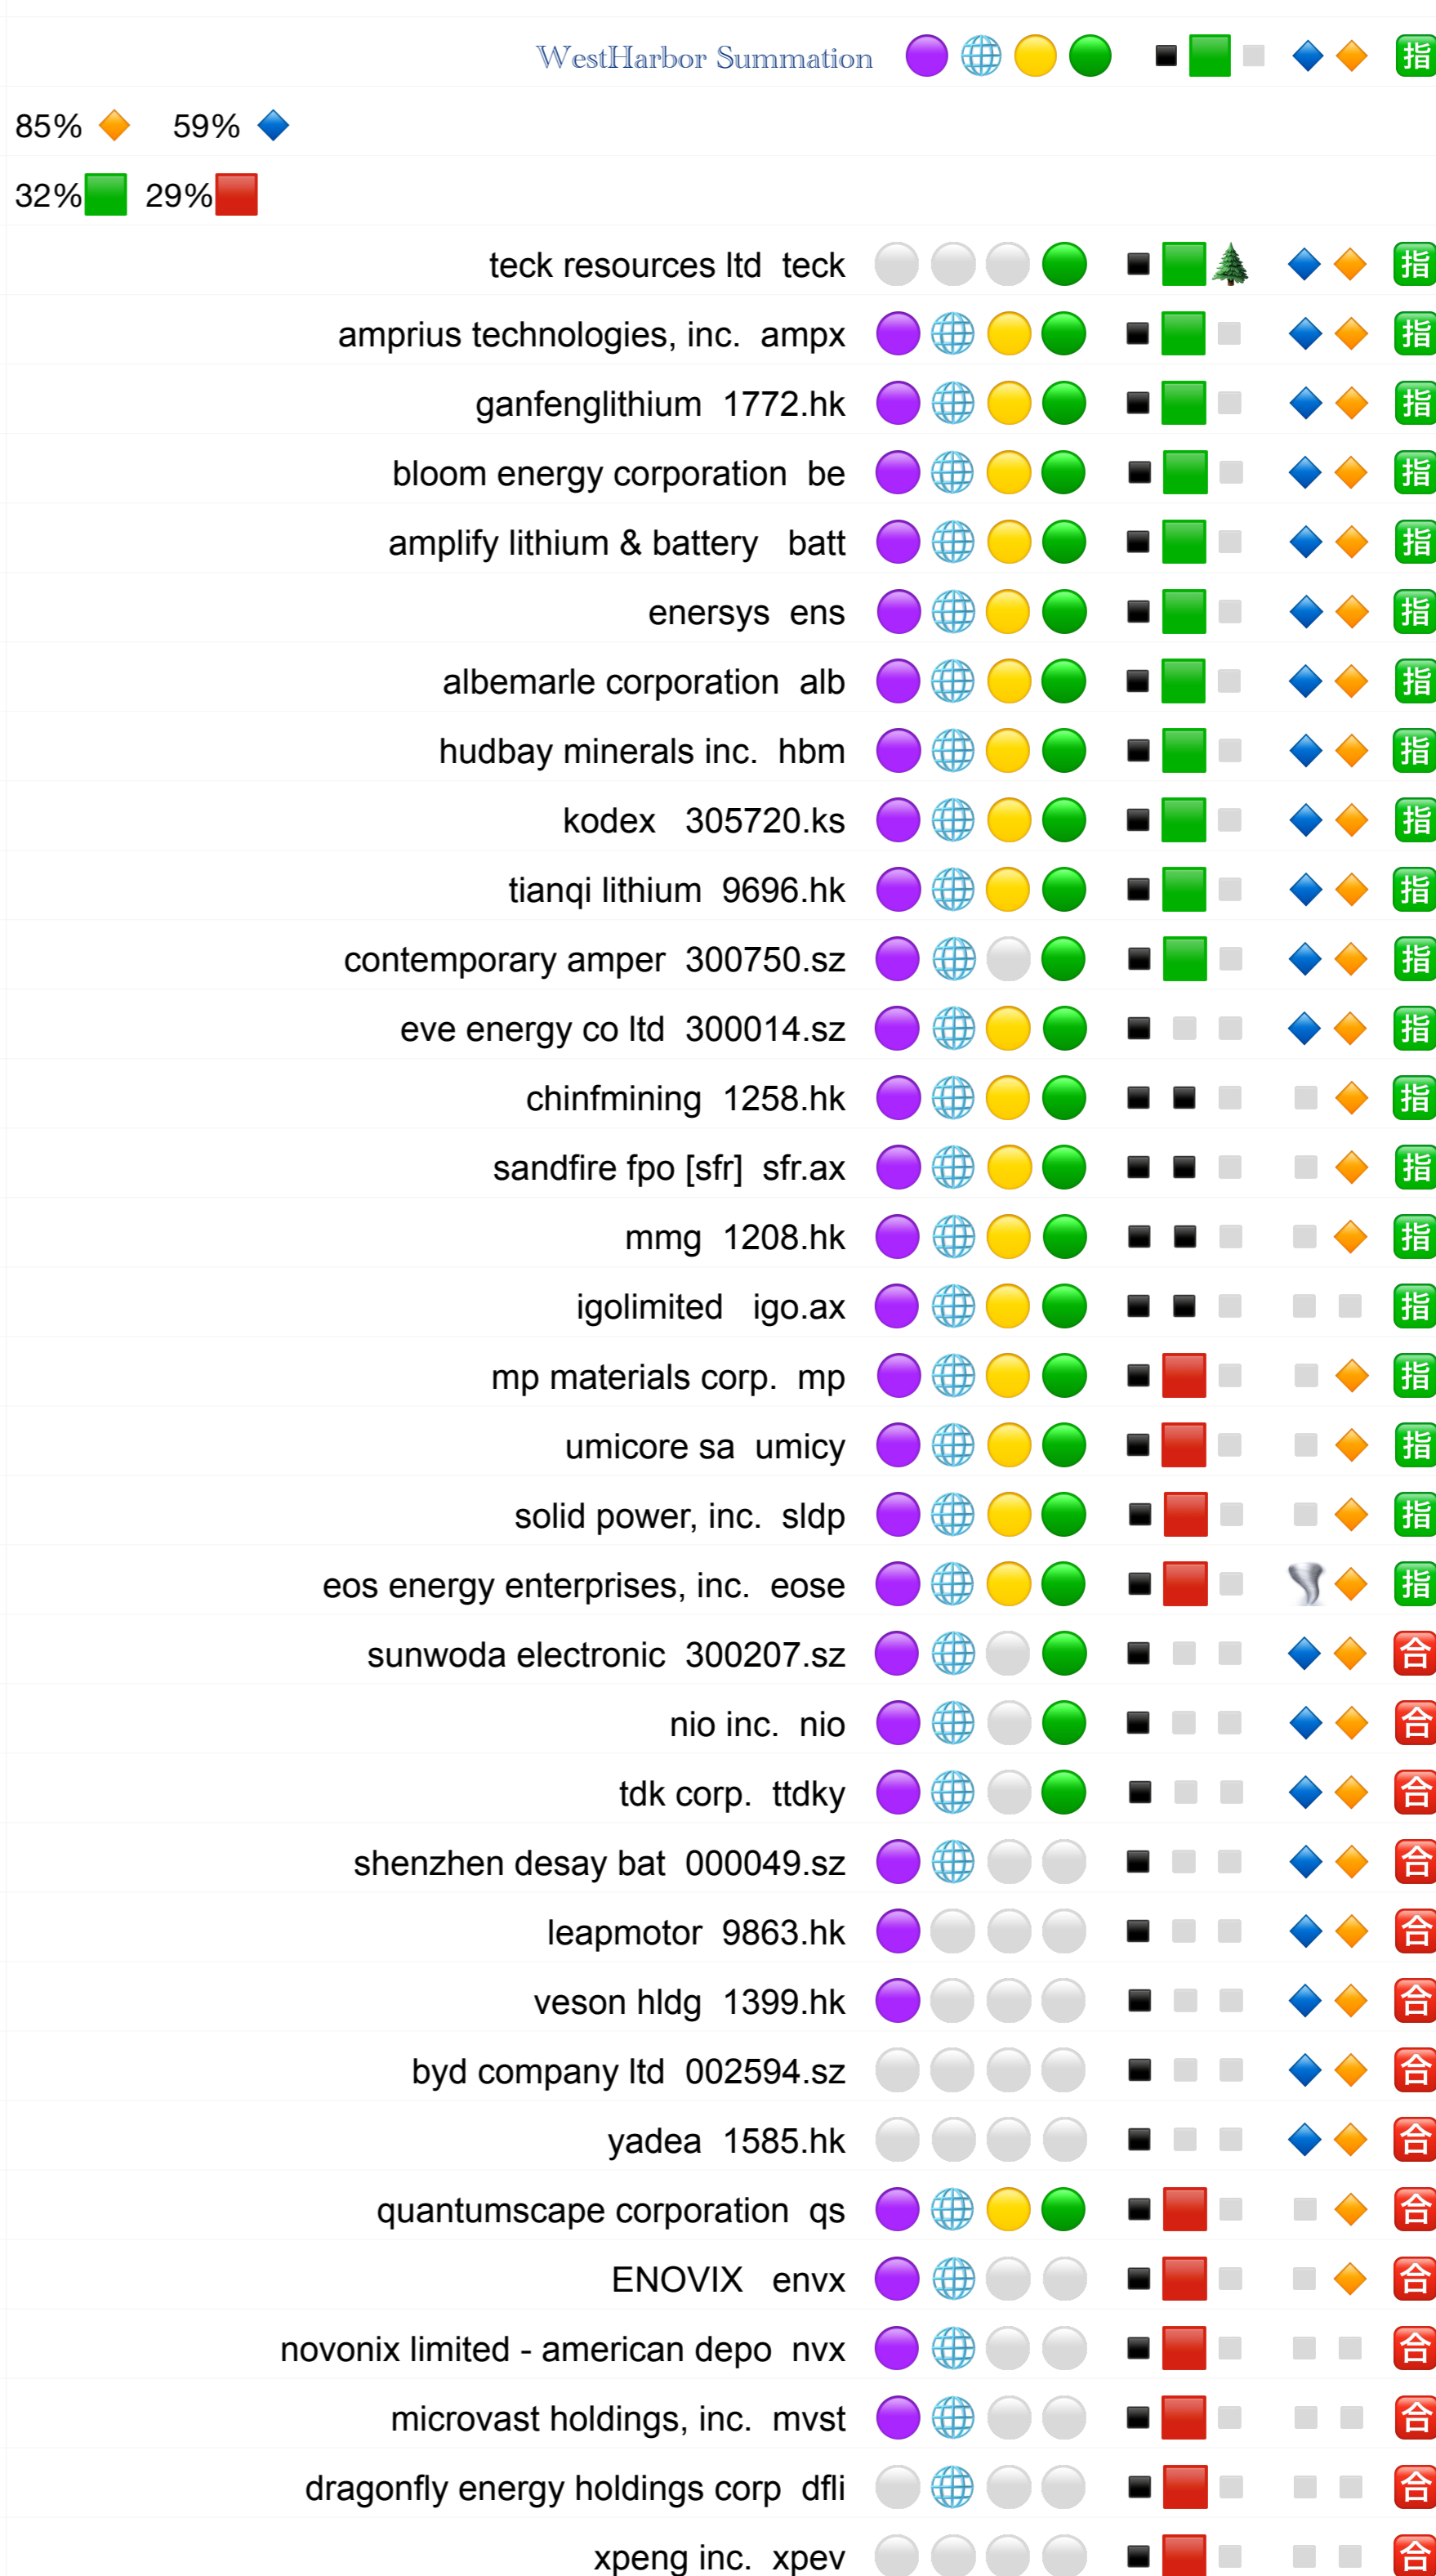 WestHarbor Summation 指
85% 59%
32% 29%
teck resources ltd teck 指
amprius technologies, inc. ampx 指
ganfenglithium 1772.hk 指
bloom energy corporation be 指
amplify lithium & battery batt 指
enersys ens 指
albemarle corporation alb 指
hudbay minerals inc. hbm 指
kodex 305720.ks 指
tianqi lithium 9696.hk 指
contemporary amper 300750.sz 指
eve energy co ltd 300014.sz 指
chinfmining 1258.hk 指
sandfire fpo [sfr] sfr.ax 指
mmg 1208.hk 指
igolimited igo.ax 指
mp materials corp. mp 指
umicore sa umicy 指
solid power, inc. sldp 指
eos energy enterprises, inc. eose 指
sunwoda electronic 300207.sz 合
nio inc. nio 合
tdk corp. ttdky 合
shenzhen desay bat 000049.sz 合
leapmotor 9863.hk 合
veson hldg 1399.hk 合
byd company ltd 002594.sz 合
yadea 1585.hk 合
quantumscape corporation qs 合
ENOVIX envx 合
novonix limited - american depo nvx 合
microvast holdings, inc. mvst 合
dragonfly energy holdings corp dfli 合
xpeng inc. xpev 合